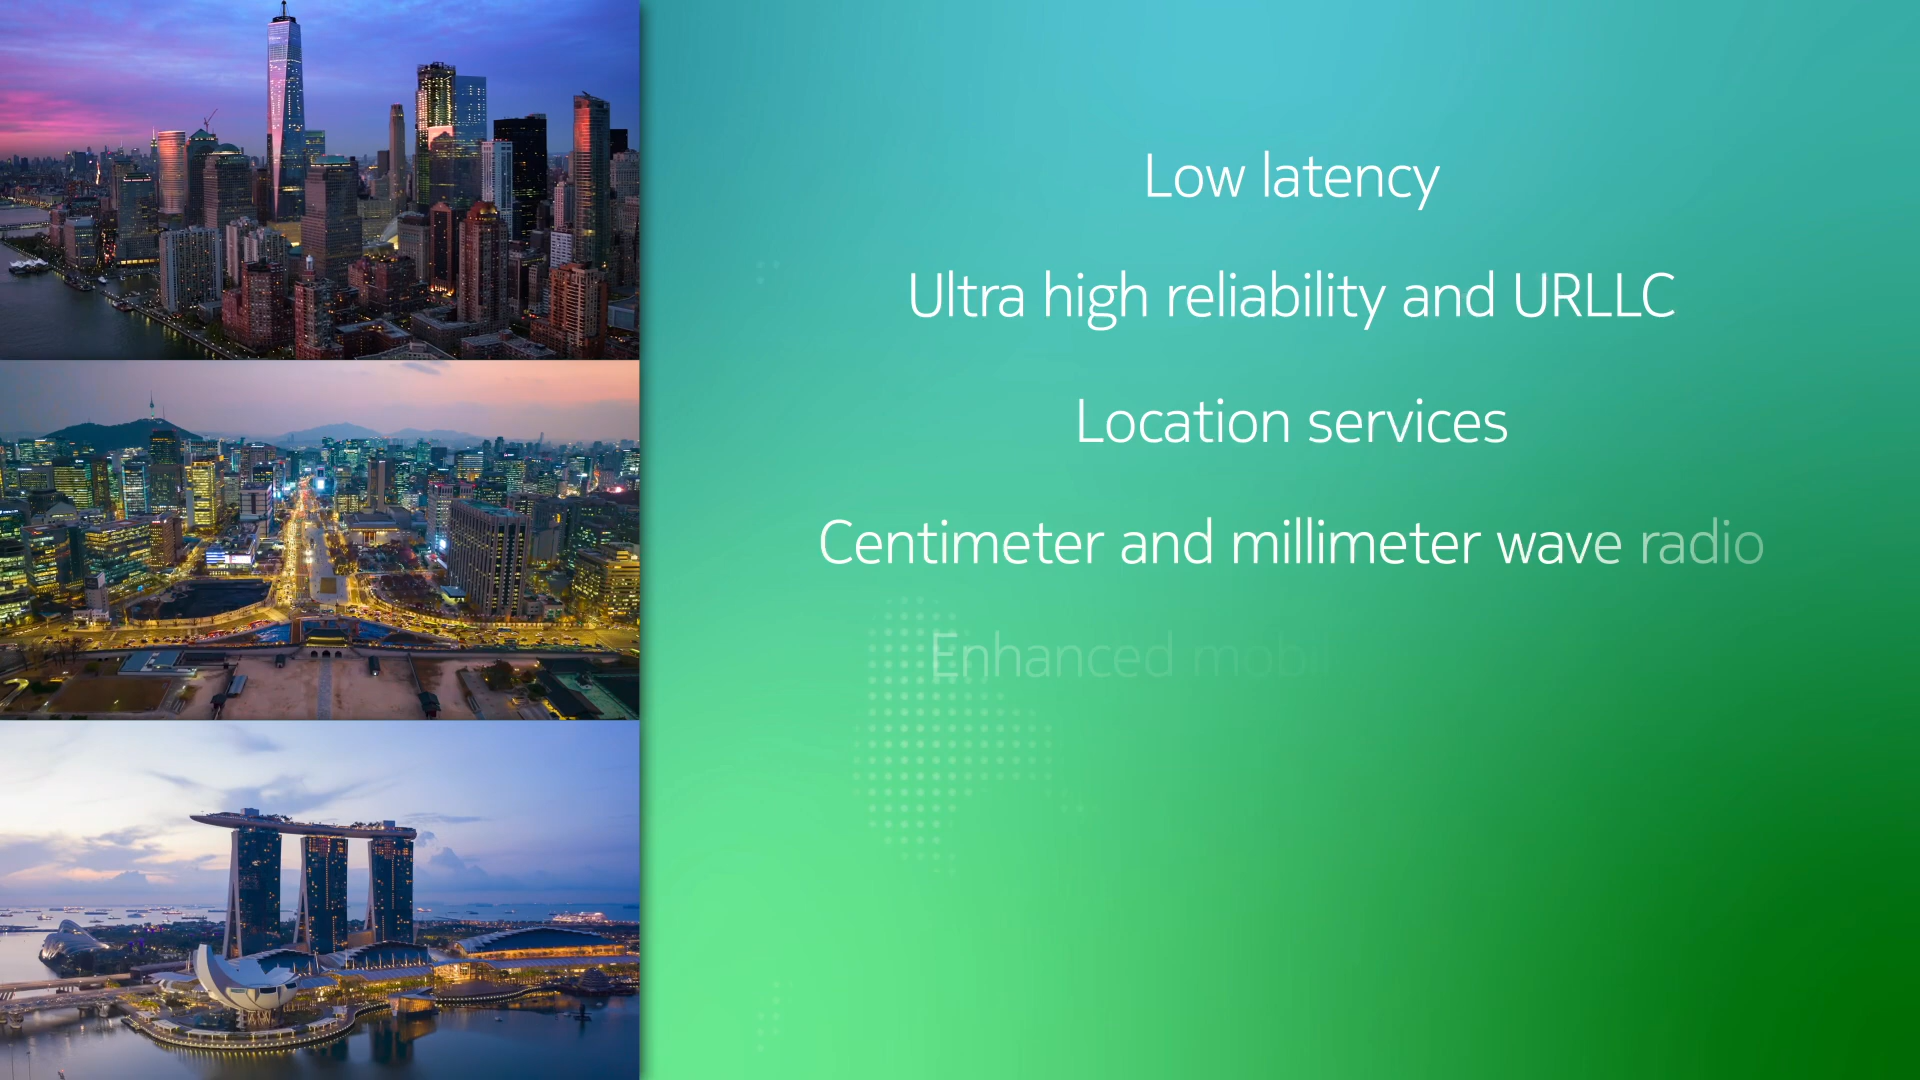 Low latency
Ultra high reliability and URLLC
Location services
Centimeter and millimeter wave radio
Enhanced